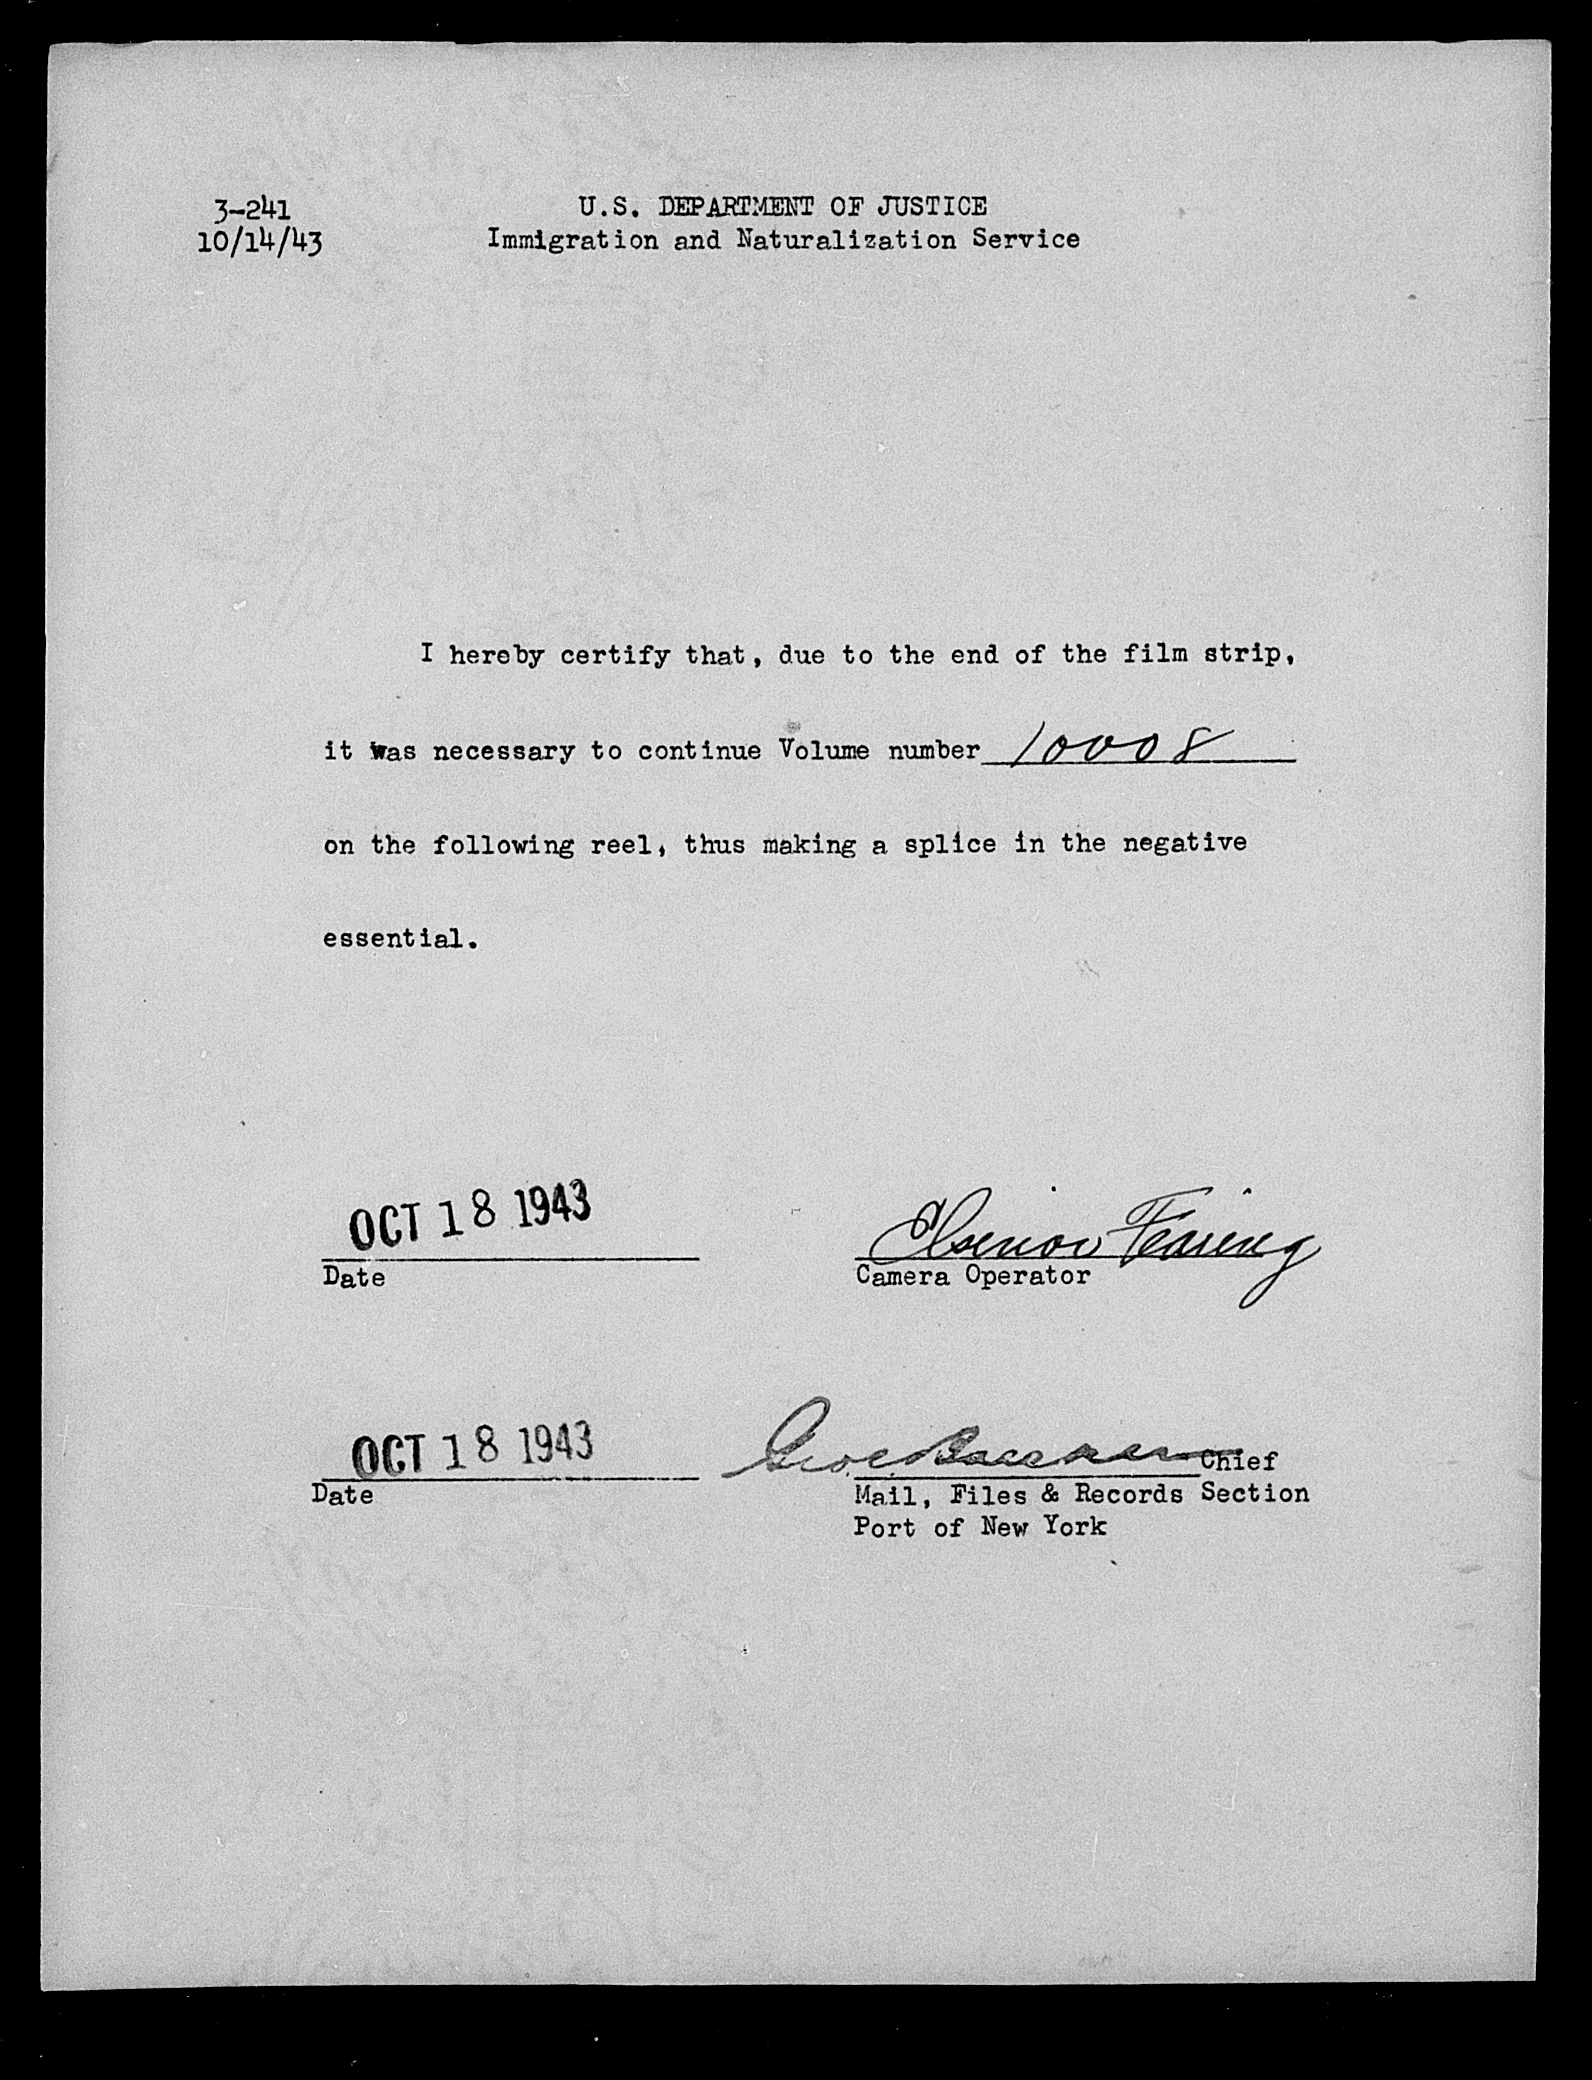 3-241
10/14/43
U.S. DEPARTMENT OF JUSTICE
Immigration and Naturalization Service
I hereby certify that, due to the end of the film strip,
it was necessary to continue Volume number 10008
on the following reel, thus making a splice in the negative
essential.
OCT 18 1943
Date
Camera Operator
OCT 18 1943
Date
Chief
Mail, Files & Records Section
Port of New York